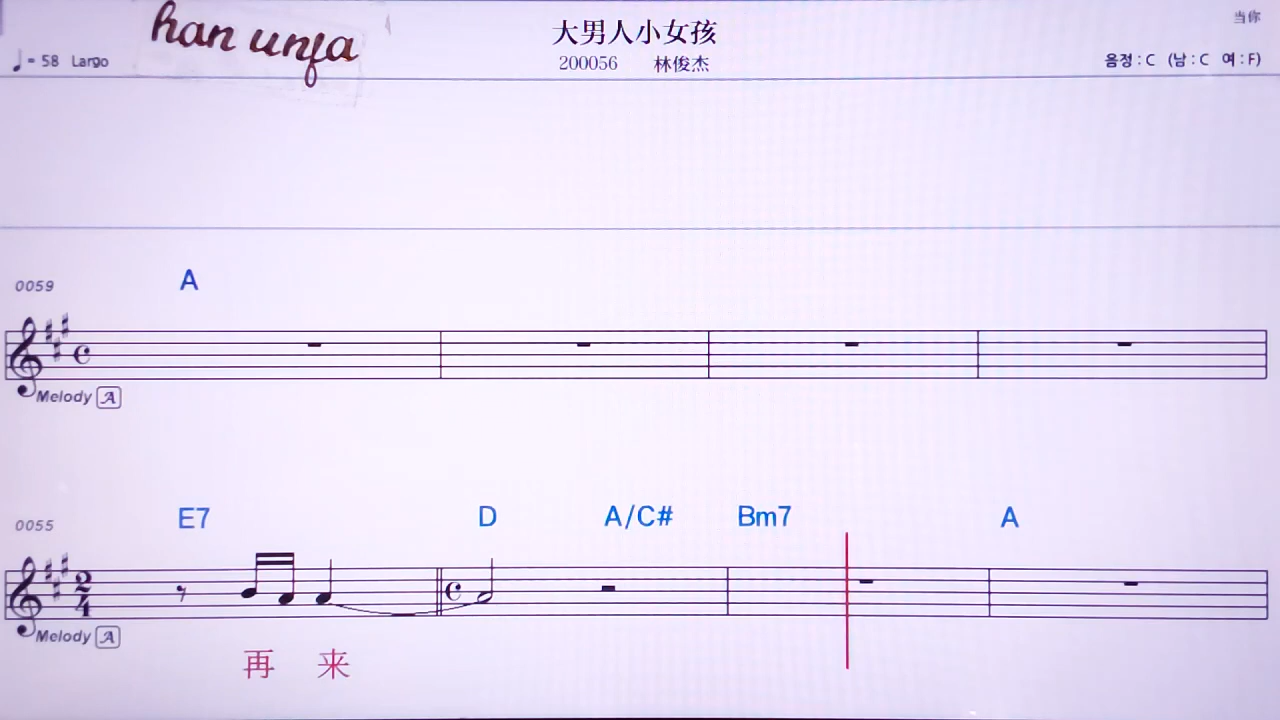 han unfa
大男人小女孩
当你
♩= 58 Largo
200056 林俊杰
음정 : C (남 : C 여 : F)
0059 A
Melody A
0055 E7 D A/C# Bm7 A
2/4
Melody A
再 来